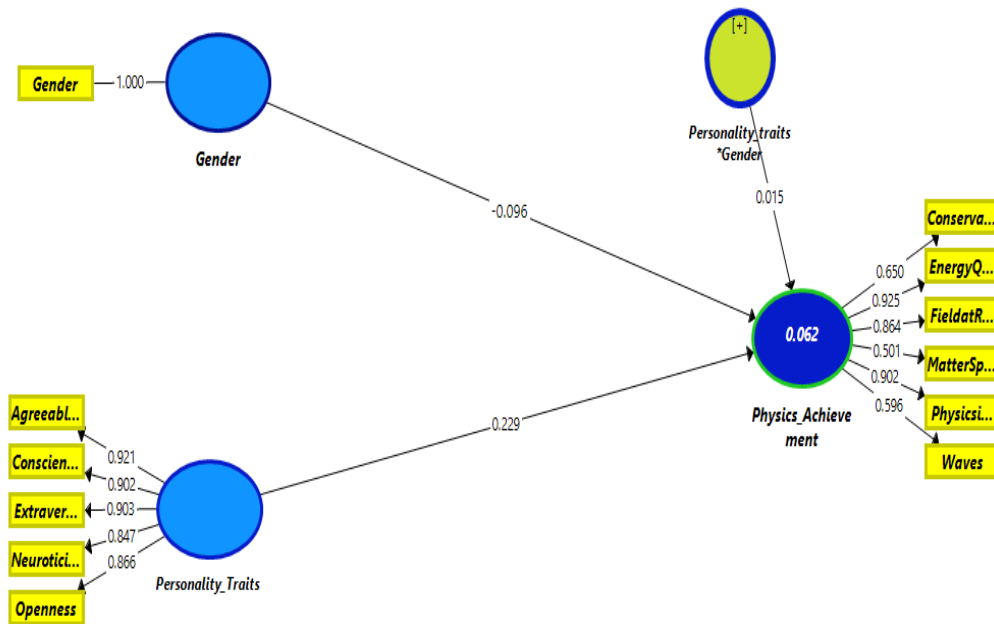 [+]
Gender
1.000
Gender
Personality_traits
*Gender
-0.096
0.015
Conserva...
0.650
EnergyQ...
0.925
FieldatR...
0.864
0.062
0.501
MatterSp...
0.902
Physicsi...
0.596
Physics_Achieve
ment
Waves
0.229
Agreeabl...
0.921
Conscien...
0.902
Extraver...
0.903
0.847
Neurotici...
0.866
Openness
Personality_Traits